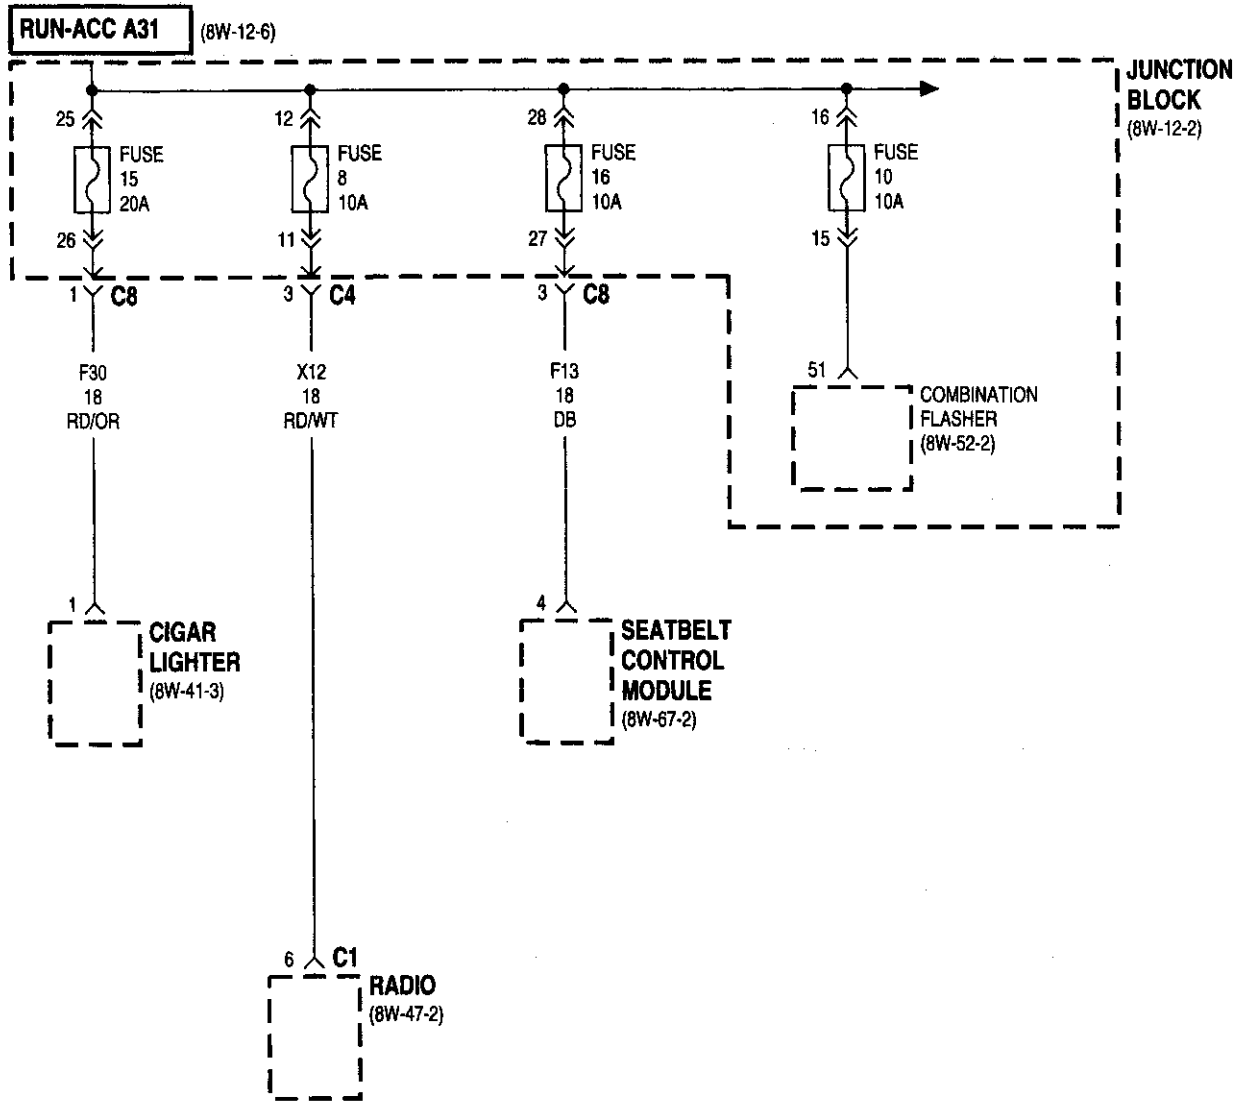 RUN-ACC A31 (8W-12-6)
JUNCTION
BLOCK
(8W-12-2)
25
FUSE
15
20A
26
12
FUSE
8
10A
11
28
FUSE
16
10A
27
16
FUSE
10
10A
15
1 C8
3 C4
3 C8
F30
18
RD/OR
X12
18
RD/WT
F13
18
DB
51
COMBINATION
FLASHER
(8W-52-2)
1
CIGAR
LIGHTER
(8W-41-3)
4
SEATBELT
CONTROL
MODULE
(8W-67-2)
6 C1
RADIO
(8W-47-2)